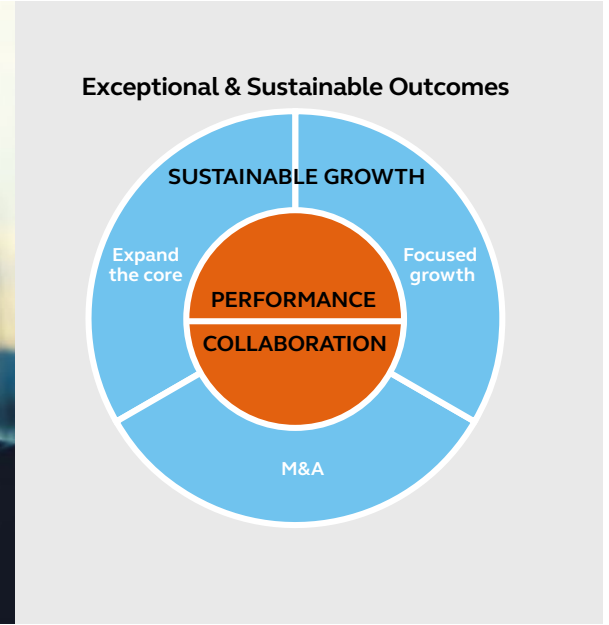 Exceptional & Sustainable Outcomes
SUSTAINABLE GROWTH
Expand
the core
Focused
growth
PERFORMANCE
COLLABORATION
M&A